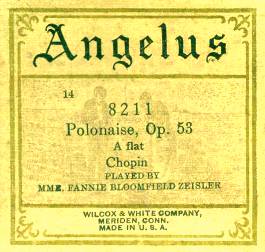 Angelus
14
8211
Polonaise, Op. 53
A flat
Chopin
PLAYED BY
MME. FANNIE BLOOMFIELD ZEISLER
WILCOX & WHITE COMPANY,
MERIDEN, CONN.
MADE IN U. S. A.